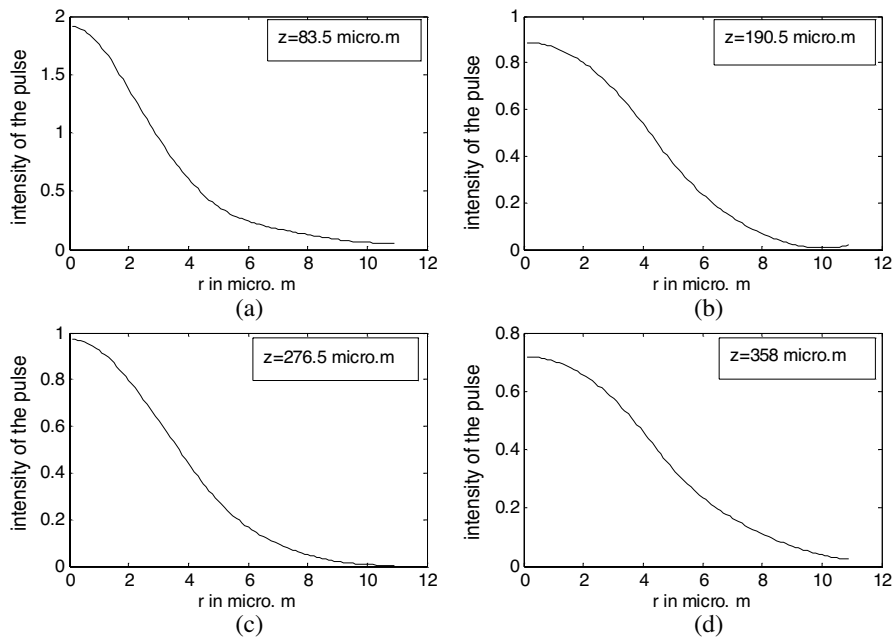 z=83.5 micro.m
2
1.5
1
0.5
0
intensity of the pulse
0 2 4 6 8 10 12
r in micro. m
(a)
z=190.5 micro.m
1
0.8
0.6
0.4
0.2
0
intensity of the pulse
0 2 4 6 8 10 12
r in micro. m
(b)
z=276.5 micro.m
1
0.8
0.6
0.4
0.2
0
intensity of the pulse
0 2 4 6 8 10 12
r in micro. m
(c)
z=358 micro.m
0.8
0.6
0.4
0.2
0
intensity of the pulse
0 2 4 6 8 10 12
r in micro. m
(d)